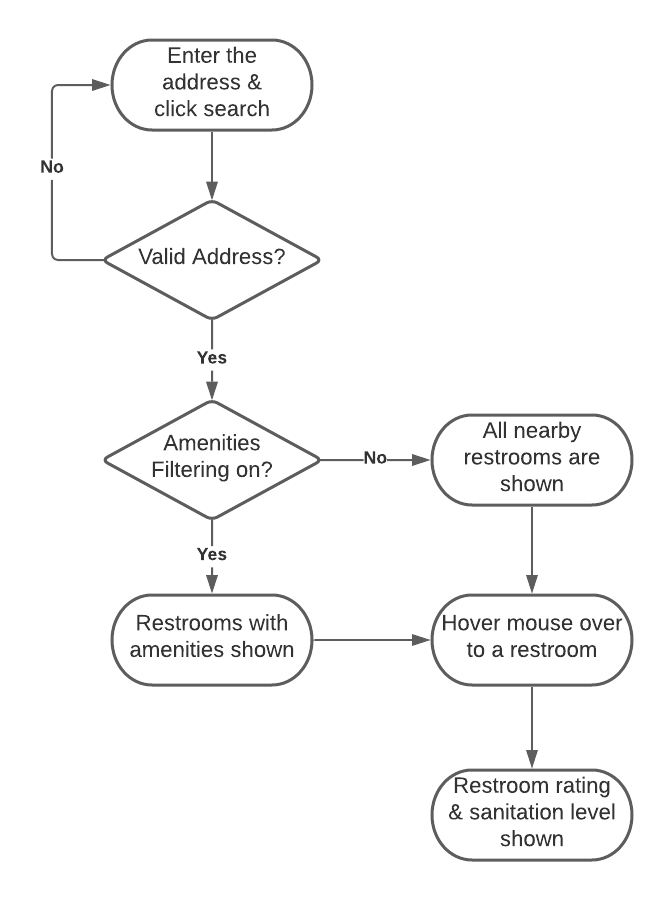 Enter the
address &
click search
No
Valid Address?
Yes
Amenities
Filtering on?
No
All nearby
restrooms are
shown
Yes
Restrooms with
amenities shown
Hover mouse over
to a restroom
Restroom rating
& sanitation level
shown